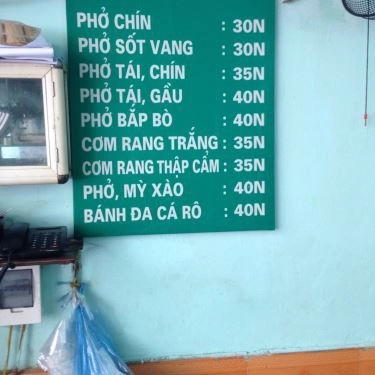 PHỞ CHÍN : 30N
PHỞ SỐT VANG : 30N
PHỞ TÁI, CHÍN : 35N
PHỞ TÁI, GẦU : 40N
PHỞ BẮP BÒ : 40N
CƠM RANG TRẮNG : 35N
CƠM RANG THẬP CẨM : 35N
PHỞ, MỲ XÀO : 40N
BÁNH ĐA CÁ RÔ : 40N